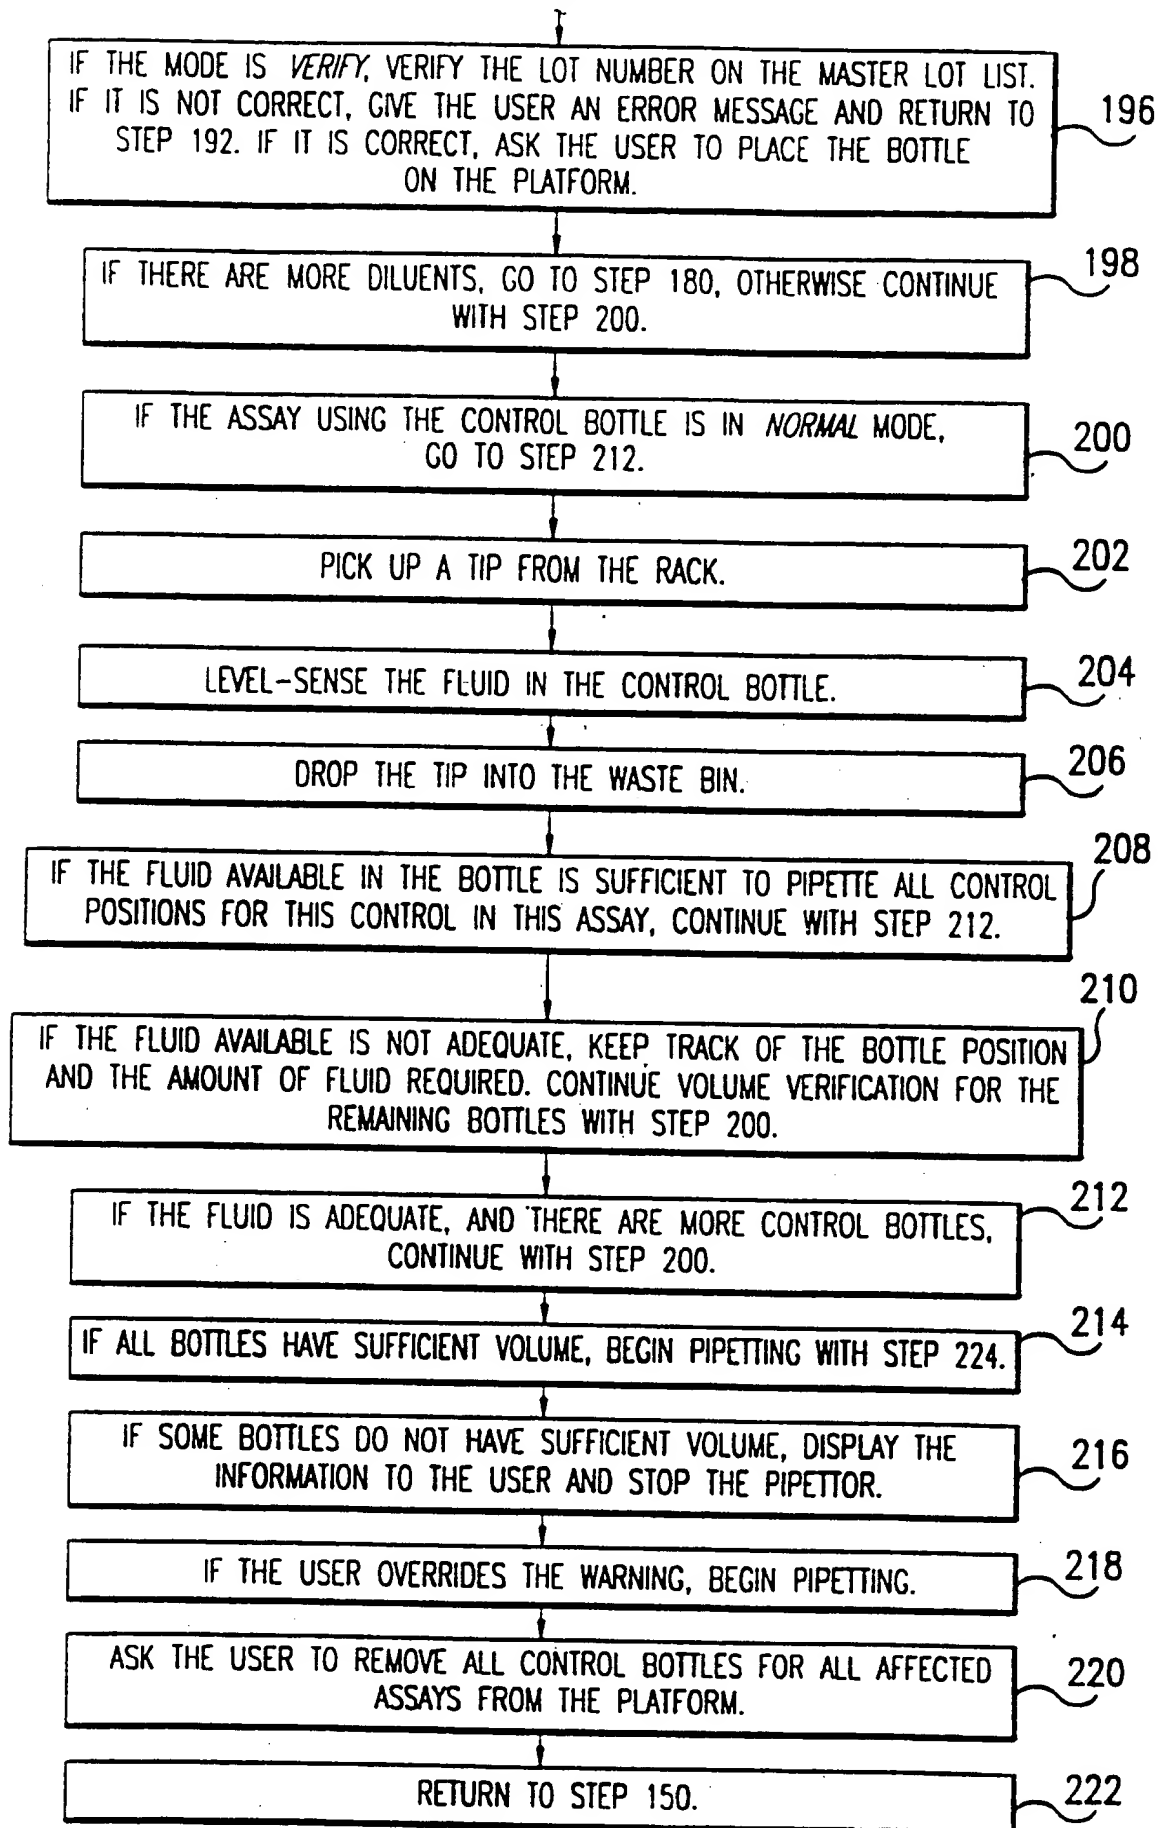 IF THE MODE IS VERIFY, VERIFY THE LOT NUMBER ON THE MASTER LOT LIST.
IF IT IS NOT CORRECT, GIVE THE USER AN ERROR MESSAGE AND RETURN TO
STEP 192. IF IT IS CORRECT, ASK THE USER TO PLACE THE BOTTLE
ON THE PLATFORM.
196
IF THERE ARE MORE DILUENTS, GO TO STEP 180, OTHERWISE CONTINUE
WITH STEP 200.
198
IF THE ASSAY USING THE CONTROL BOTTLE IS IN NORMAL MODE,
GO TO STEP 212.
200
PICK UP A TIP FROM THE RACK.
202
LEVEL-SENSE THE FLUID IN THE CONTROL BOTTLE.
204
DROP THE TIP INTO THE WASTE BIN.
206
IF THE FLUID AVAILABLE IN THE BOTTLE IS SUFFICIENT TO PIPETTE ALL CONTROL
POSITIONS FOR THIS CONTROL IN THIS ASSAY, CONTINUE WITH STEP 212.
208
IF THE FLUID AVAILABLE IS NOT ADEQUATE, KEEP TRACK OF THE BOTTLE POSITION
AND THE AMOUNT OF FLUID REQUIRED. CONTINUE VOLUME VERIFICATION FOR THE
REMAINING BOTTLES WITH STEP 200.
210
IF THE FLUID IS ADEQUATE, AND THERE ARE MORE CONTROL BOTTLES,
CONTINUE WITH STEP 200.
212
IF ALL BOTTLES HAVE SUFFICIENT VOLUME, BEGIN PIPETTING WITH STEP 224.
214
IF SOME BOTTLES DO NOT HAVE SUFFICIENT VOLUME, DISPLAY THE
INFORMATION TO THE USER AND STOP THE PIPETTOR.
216
IF THE USER OVERRIDES THE WARNING, BEGIN PIPETTING.
218
ASK THE USER TO REMOVE ALL CONTROL BOTTLES FOR ALL AFFECTED
ASSAYS FROM THE PLATFORM.
220
RETURN TO STEP 150.
222